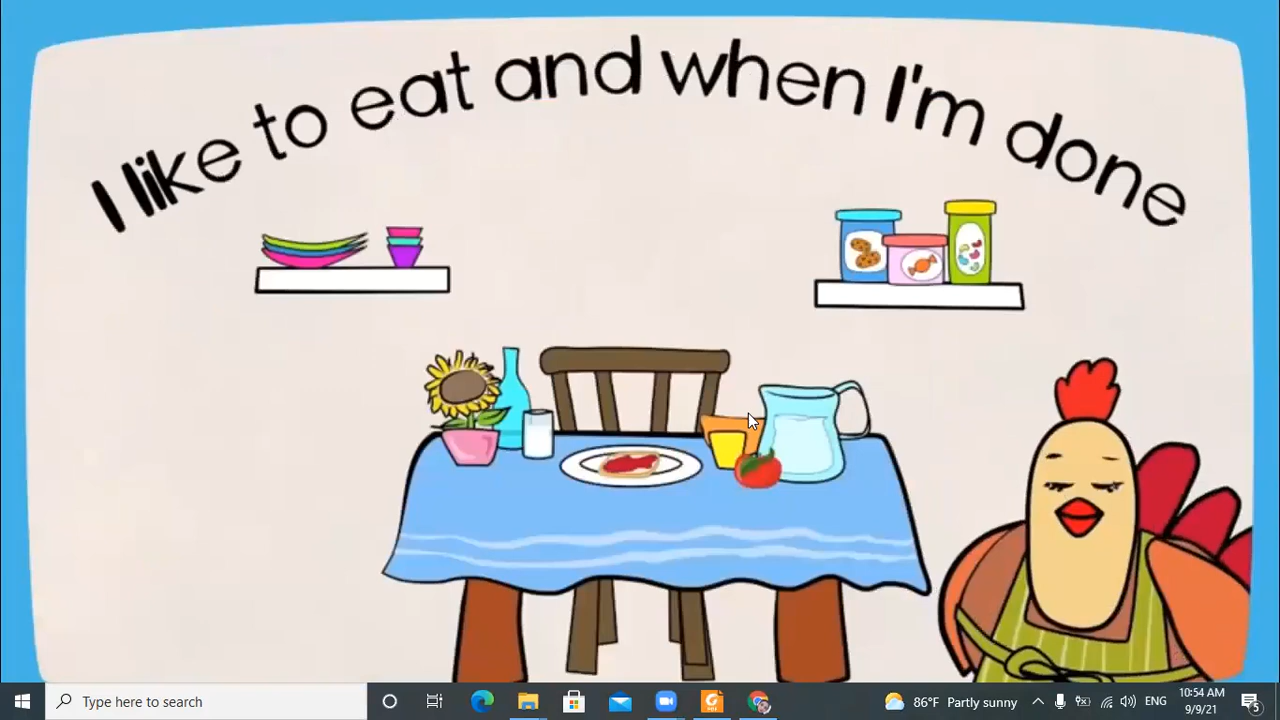 I like to eat and when I'm done
Type here to search
86°F Partly sunny
ENG
10:54 AM
9/9/21
5